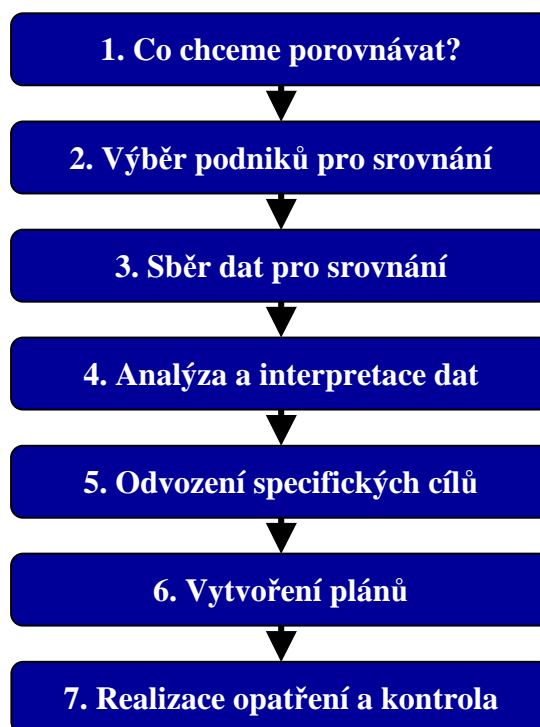 1. Co chceme porovnávat?
2. Výběr podniků pro srovnání
3. Sběr dat pro srovnání
4. Analýza a interpretace dat
5. Odvození specifických cílů
6. Vytvoření plánů
7. Realizace opatření a kontrola